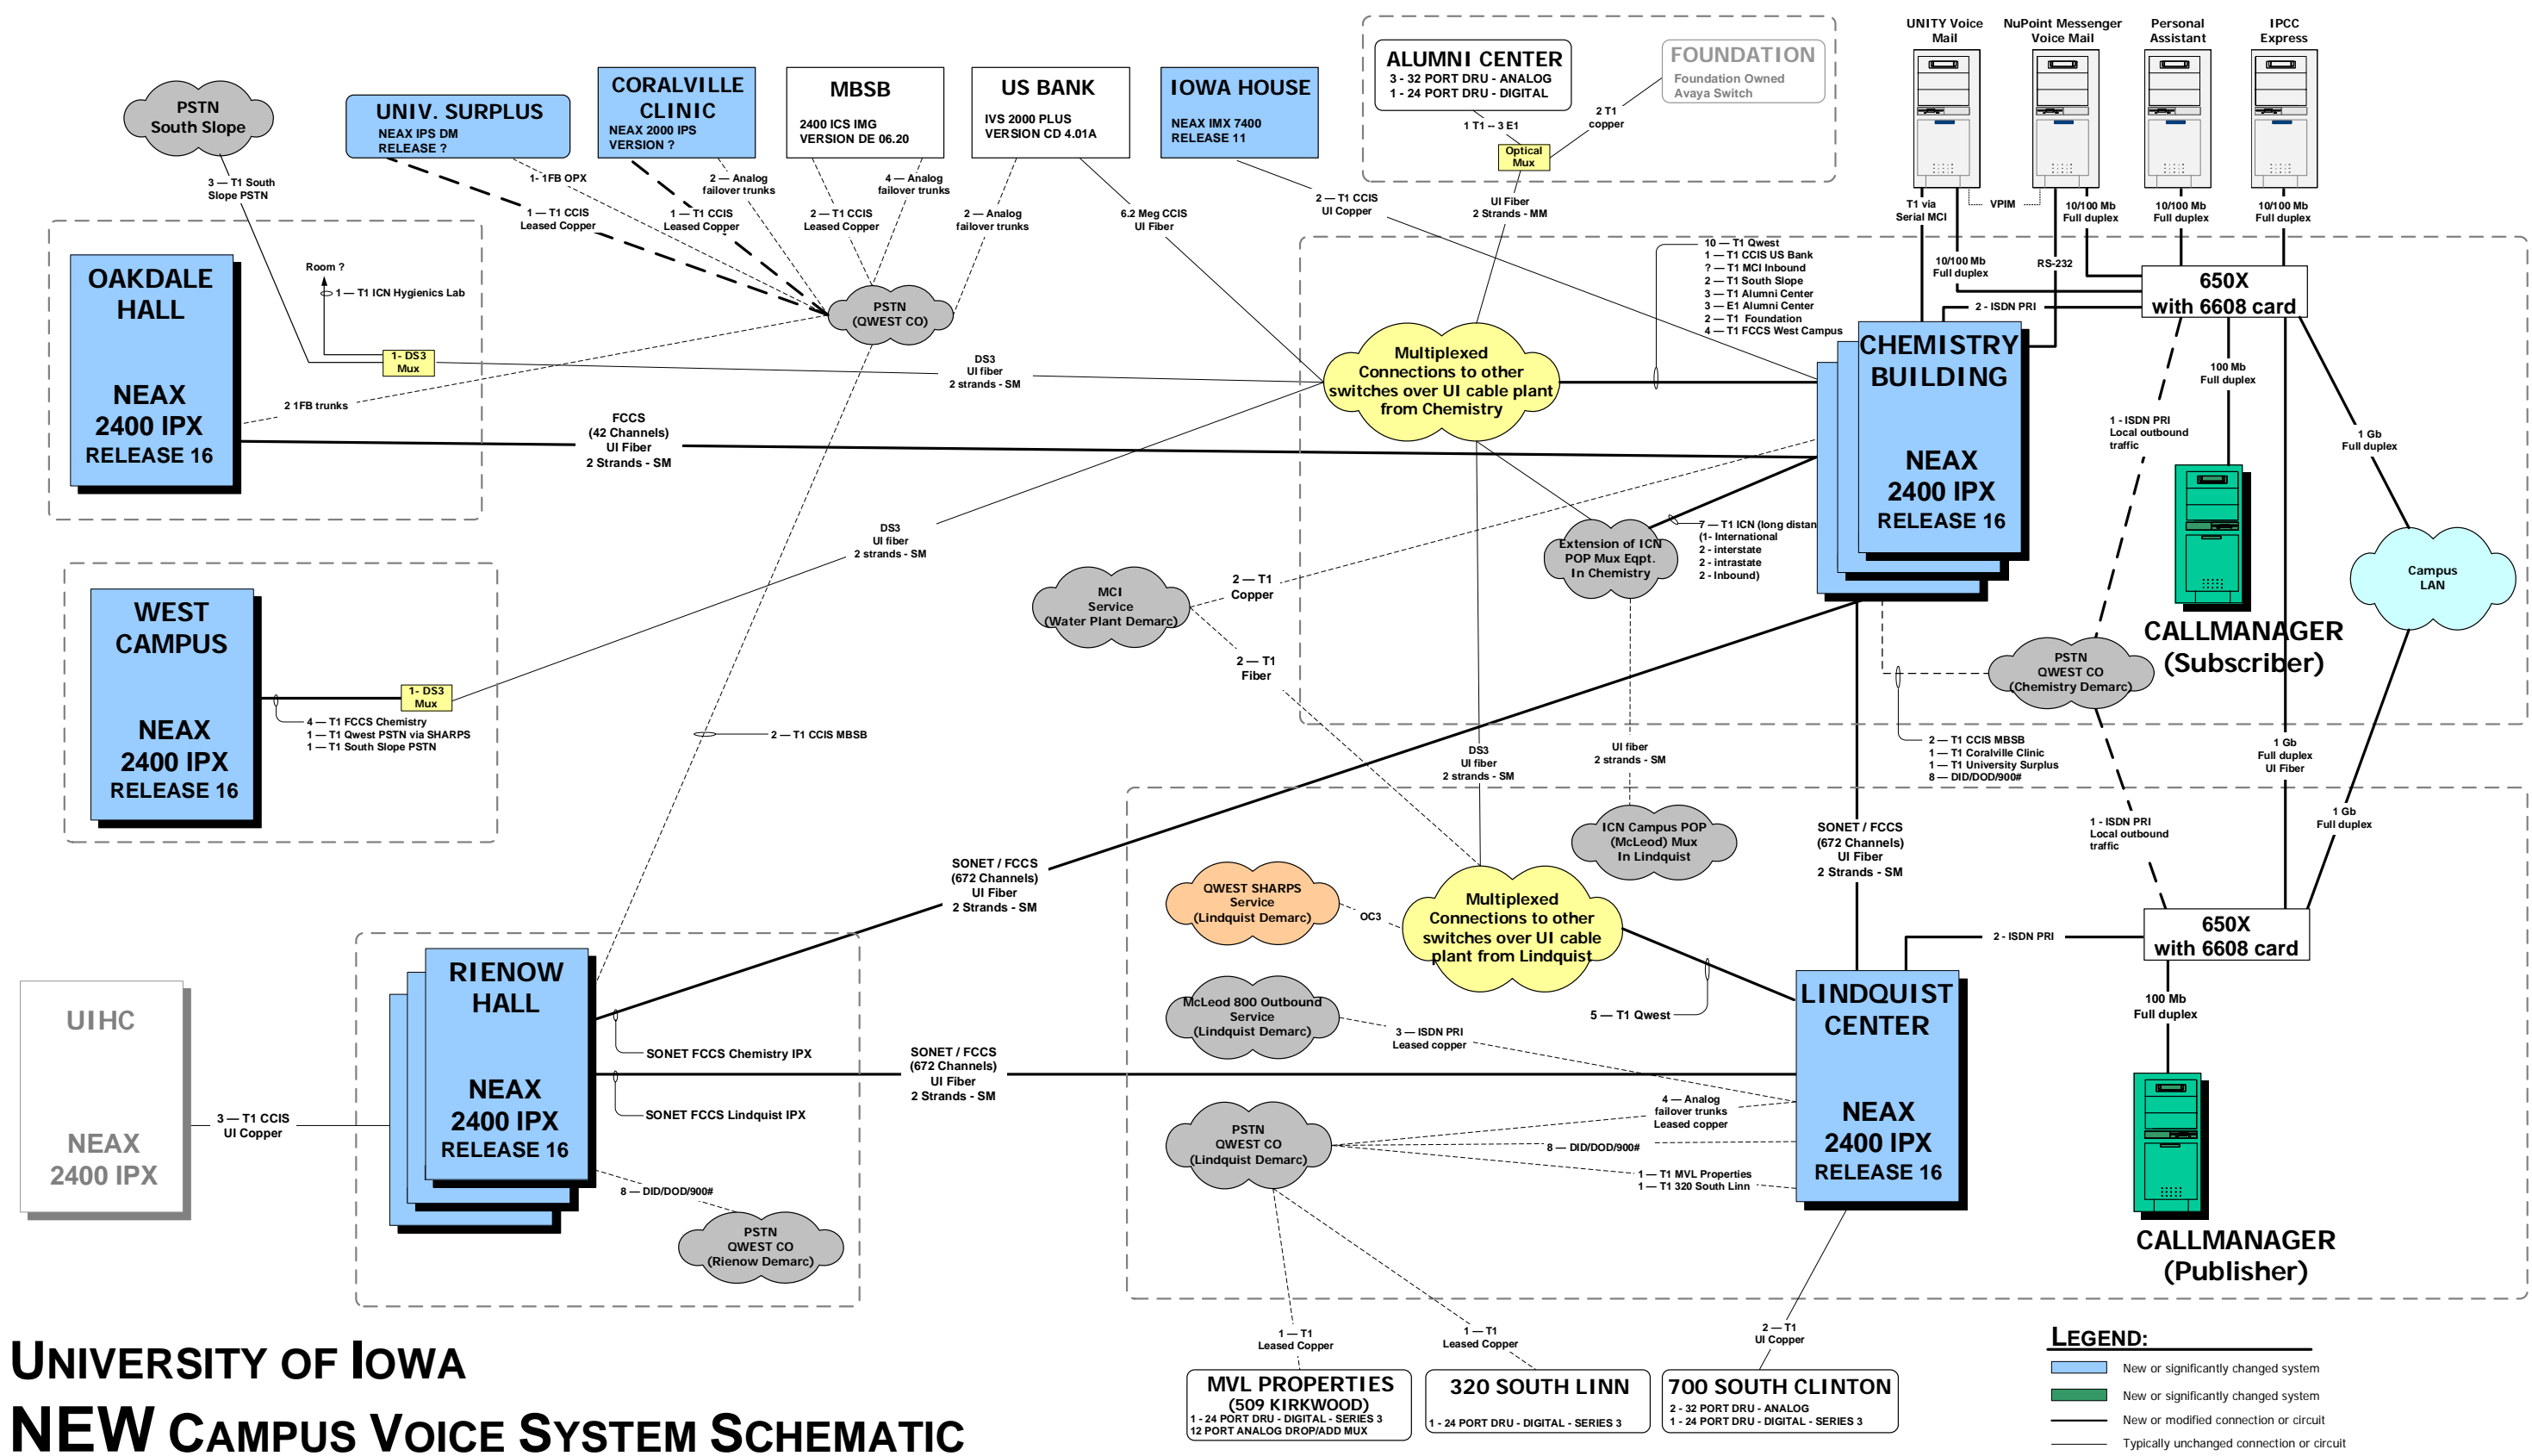 UNITY Voice
Mail
NuPoint Messenger
Voice Mail
Personal
Assistant
IPCC
Express
ALUMNI CENTER
3 - 32 PORT DRU - ANALOG
1 - 24 PORT DRU - DIGITAL
FOUNDATION
Foundation Owned
Avaya Switch
PSTN
South Slope
UNIV. SURPLUS
NEAX IPS DM
RELEASE ?
CORALVILLE
CLINIC
NEAX 2000 IPS
VERSION ?
MBSB
2400 ICS IMG
VERSION DE 06.20
US BANK
IVS 2000 PLUS
VERSION CD 4.01A
IOWA HOUSE
NEAX IMX 7400
RELEASE 11
1 T1 -- 3 E1
2 T1
copper
Optical
Mux
3 — T1 South
Slope PSTN
1- 1FB OPX
2 — Analog
failover trunks
4 — Analog
failover trunks
1 — T1 CCIS
Leased Copper
1 — T1 CCIS
Leased Copper
2 — T1 CCIS
Leased Copper
2 — Analog
failover trunks
6.2 Meg CCIS
UI Fiber
2 — T1 CCIS
UI Copper
UI Fiber
2 Strands - MM
T1 via
Serial MCI
VPIM
10/100 Mb
Full duplex
10/100 Mb
Full duplex
10/100 Mb
Full duplex
10/100 Mb
Full duplex
RS-232
10 — T1 Qwest
1 — T1 CCIS US Bank
? — T1 MCI Inbound
2 — T1 South Slope
3 — T1 Alumni Center
3 — E1 Alumni Center
2 — T1  Foundation
4 — T1 FCCS West Campus
650X
with 6608 card
2 - ISDN PRI
OAKDALE
HALL
NEAX
2400 IPX
RELEASE 16
Room ?
1 — T1 ICN Hygienics Lab
1- DS3
Mux
2 1FB trunks
PSTN
(QWEST CO)
DS3
UI fiber
2 strands - SM
FCCS
(42 Channels)
UI Fiber
2 Strands - SM
Multiplexed
Connections to other
switches over UI cable plant
from Chemistry
CHEMISTRY
BUILDING
NEAX
2400 IPX
RELEASE 16
100 Mb
Full duplex
1 - ISDN PRI
Local outbound
traffic
1 Gb
Full duplex
DS3
UI fiber
2 strands - SM
7 — T1 ICN (long distan
(1- International
2 - interstate
2 - intrastate
2 - Inbound)
Extension of ICN
POP Mux Eqpt.
In Chemistry
MCI
Service
(Water Plant Demarc)
2 — T1
Copper
2 — T1
Fiber
CALLMANAGER
(Subscriber)
Campus
LAN
PSTN
QWEST CO
(Chemistry Demarc)
WEST
CAMPUS
NEAX
2400 IPX
RELEASE 16
1- DS3
Mux
4 — T1 FCCS Chemistry
1 — T1 Qwest PSTN via SHARPS
1 — T1 South Slope PSTN
2 — T1 CCIS MBSB
DS3
UI fiber
2 strands - SM
UI fiber
2 strands - SM
2 — T1 CCIS MBSB
1 — T1 Coralville Clinic
1 — T1 University Surplus
8 — DID/DOD/900#
1 Gb
Full duplex
UI Fiber
1 Gb
Full duplex
1 - ISDN PRI
Local outbound
traffic
ICN Campus POP
(McLeod) Mux
In Lindquist
SONET / FCCS
(672 Channels)
UI Fiber
2 Strands - SM
SONET / FCCS
(672 Channels)
UI Fiber
2 Strands - SM
QWEST SHARPS
Service
(Lindquist Demarc)
OC3
Multiplexed
Connections to other
switches over UI cable
plant from Lindquist
650X
with 6608 card
2 - ISDN PRI
UIHC
NEAX
2400 IPX
3 — T1 CCIS
UI Copper
RIENOW
HALL
NEAX
2400 IPX
RELEASE 16
SONET FCCS Chemistry IPX
SONET FCCS Lindquist IPX
SONET / FCCS
(672 Channels)
UI Fiber
2 Strands - SM
McLeod 800 Outbound
Service
(Lindquist Demarc)
3 — ISDN PRI
Leased copper
5 — T1 Qwest
LINDQUIST
CENTER
NEAX
2400 IPX
RELEASE 16
100 Mb
Full duplex
4 — Analog
failover trunks
Leased copper
8 — DID/DOD/900#
1 — T1 MVL Properties
1 — T1 320 South Linn
PSTN
QWEST CO
(Lindquist Demarc)
8 — DID/DOD/900#
PSTN
QWEST CO
(Rienow Demarc)
CALLMANAGER
(Publisher)
1 — T1
Leased Copper
1 — T1
Leased Copper
2 — T1
UI Copper
MVL PROPERTIES
(509 KIRKWOOD)
1 - 24 PORT DRU - DIGITAL - SERIES 3
12 PORT ANALOG DROP/ADD MUX
320 SOUTH LINN
1 - 24 PORT DRU - DIGITAL - SERIES 3
700 SOUTH CLINTON
2 - 32 PORT DRU - ANALOG
1 - 24 PORT DRU - DIGITAL - SERIES 3
UNIVERSITY OF IOWA
NEW CAMPUS VOICE SYSTEM SCHEMATIC
LEGEND:
New or significantly changed system
New or significantly changed system
New or modified connection or circuit
Typically unchanged connection or circuit